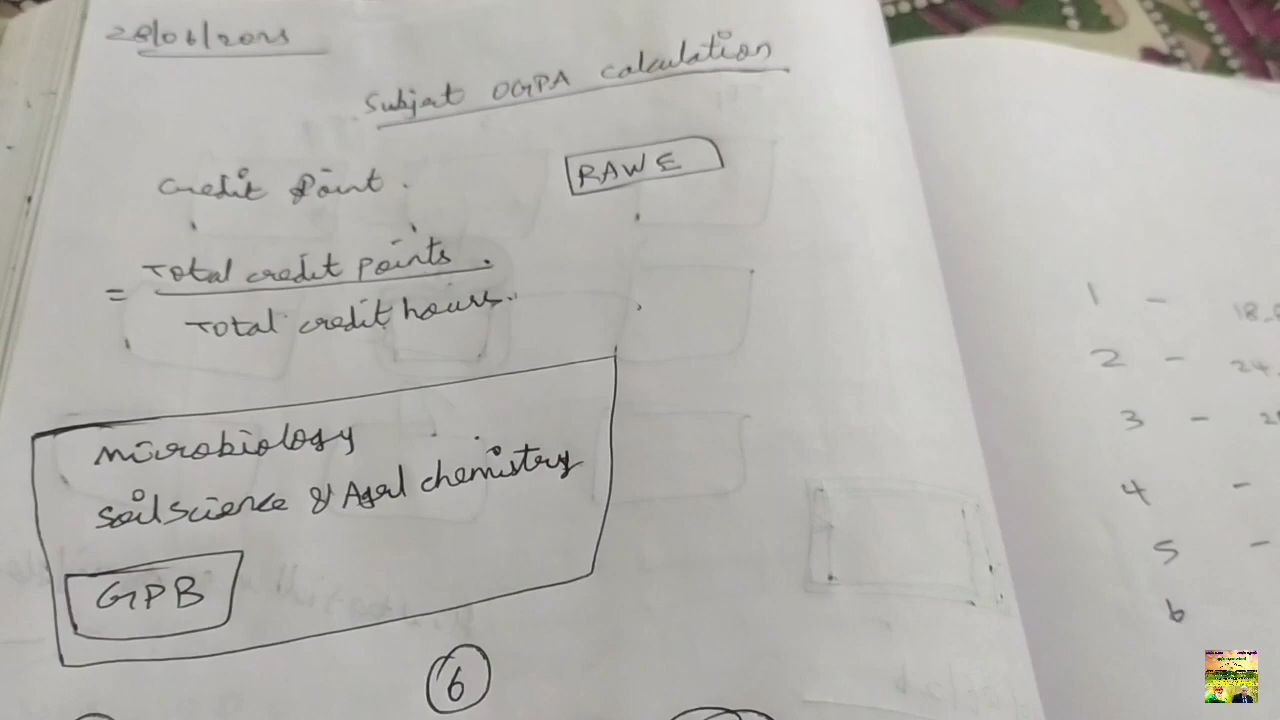 28/06/2023
Subject OGPA calculation
Credit Point.
RAWE
= Total credit points.
Total credit hours.
microbiology
soil science & Agrl chemistry
GPB
6
1 -
2 -
3 -
4 -
5 -
6